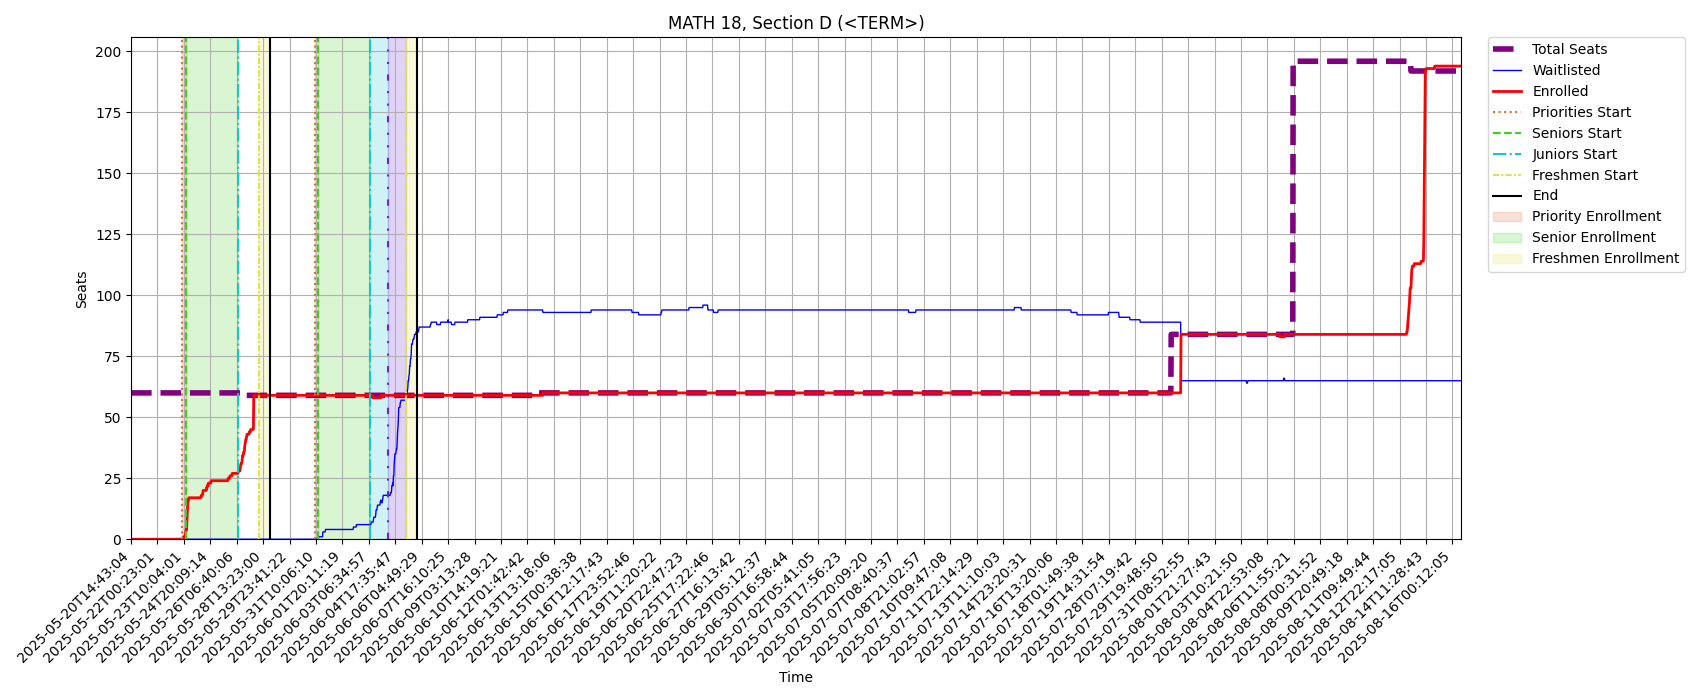 MATH 18, Section D (<TERM>)
200
175
150
125
100
75
50
25
0
Seats
2025-05-20T14:43:04
2025-05-22T00:23:01
2025-05-23T10:04:01
2025-05-24T20:09:14
2025-05-26T06:40:06
2025-05-28T13:23:00
2025-05-29T23:41:22
2025-05-31T10:06:10
2025-06-01T20:11:19
2025-06-03T06:34:57
2025-06-04T17:35:47
2025-06-06T04:49:29
2025-06-07T16:10:25
2025-06-09T03:13:28
2025-06-10T14:19:21
2025-06-12T01:42:42
2025-06-13T13:18:06
2025-06-15T00:38:38
2025-06-16T12:17:43
2025-06-17T23:52:46
2025-06-19T11:20:22
2025-06-20T22:47:23
2025-06-25T17:22:46
2025-06-27T16:13:42
2025-06-29T05:12:37
2025-06-30T16:58:44
2025-07-02T05:41:05
2025-07-03T17:56:23
2025-07-05T20:09:20
2025-07-07T08:40:37
2025-07-08T21:02:57
2025-07-10T09:47:08
2025-07-11T22:14:29
2025-07-13T11:10:03
2025-07-14T23:20:31
2025-07-16T13:20:06
2025-07-18T01:49:38
2025-07-19T14:31:54
2025-07-28T07:19:42
2025-07-29T19:48:50
2025-07-31T08:52:55
2025-08-01T21:27:43
2025-08-03T10:21:50
2025-08-04T22:53:08
2025-08-06T11:55:21
2025-08-08T00:31:52
2025-08-09T20:49:18
2025-08-11T09:49:44
2025-08-12T22:17:05
2025-08-14T11:28:43
2025-08-16T00:12:05
Time
Total Seats
Waitlisted
Enrolled
Priorities Start
Seniors Start
Juniors Start
Freshmen Start
End
Priority Enrollment
Senior Enrollment
Freshmen Enrollment